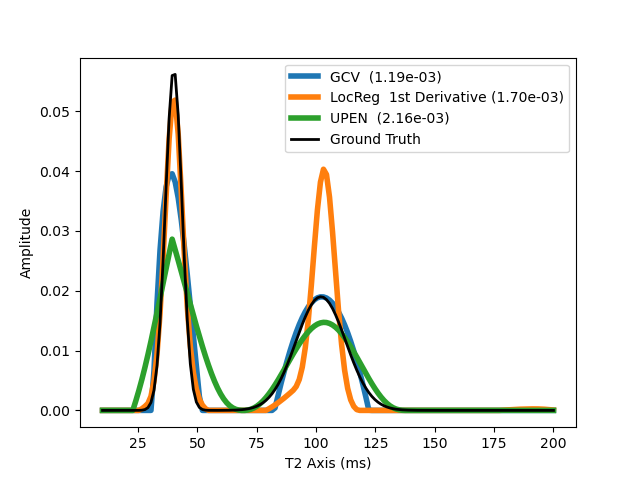 GCV  (1.19e-03)
LocReg  1st Derivative (1.70e-03)
UPEN  (2.16e-03)
Ground Truth
0.05
0.04
0.03
0.02
0.01
0.00
Amplitude
25 50 75 100 125 150 175 200
T2 Axis (ms)